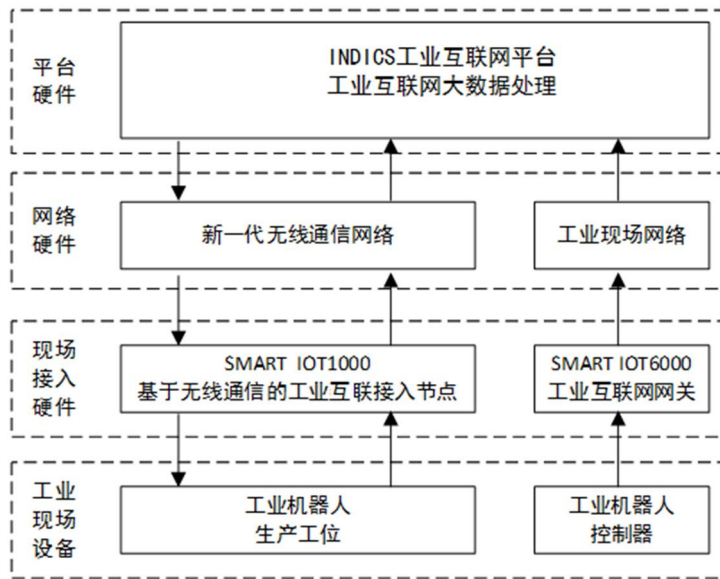 平台
硬件
INDICS工业互联网平台
工业互联网大数据处理
网络
硬件
新一代无线通信网络
工业现场网络
现场
接入
硬件
SMART IOT1000
基于无线通信的工业互联接入节点
SMART IOT6000
工业互联网网关
工业
现场
设备
工业机器人
生产工位
工业机器人
控制器